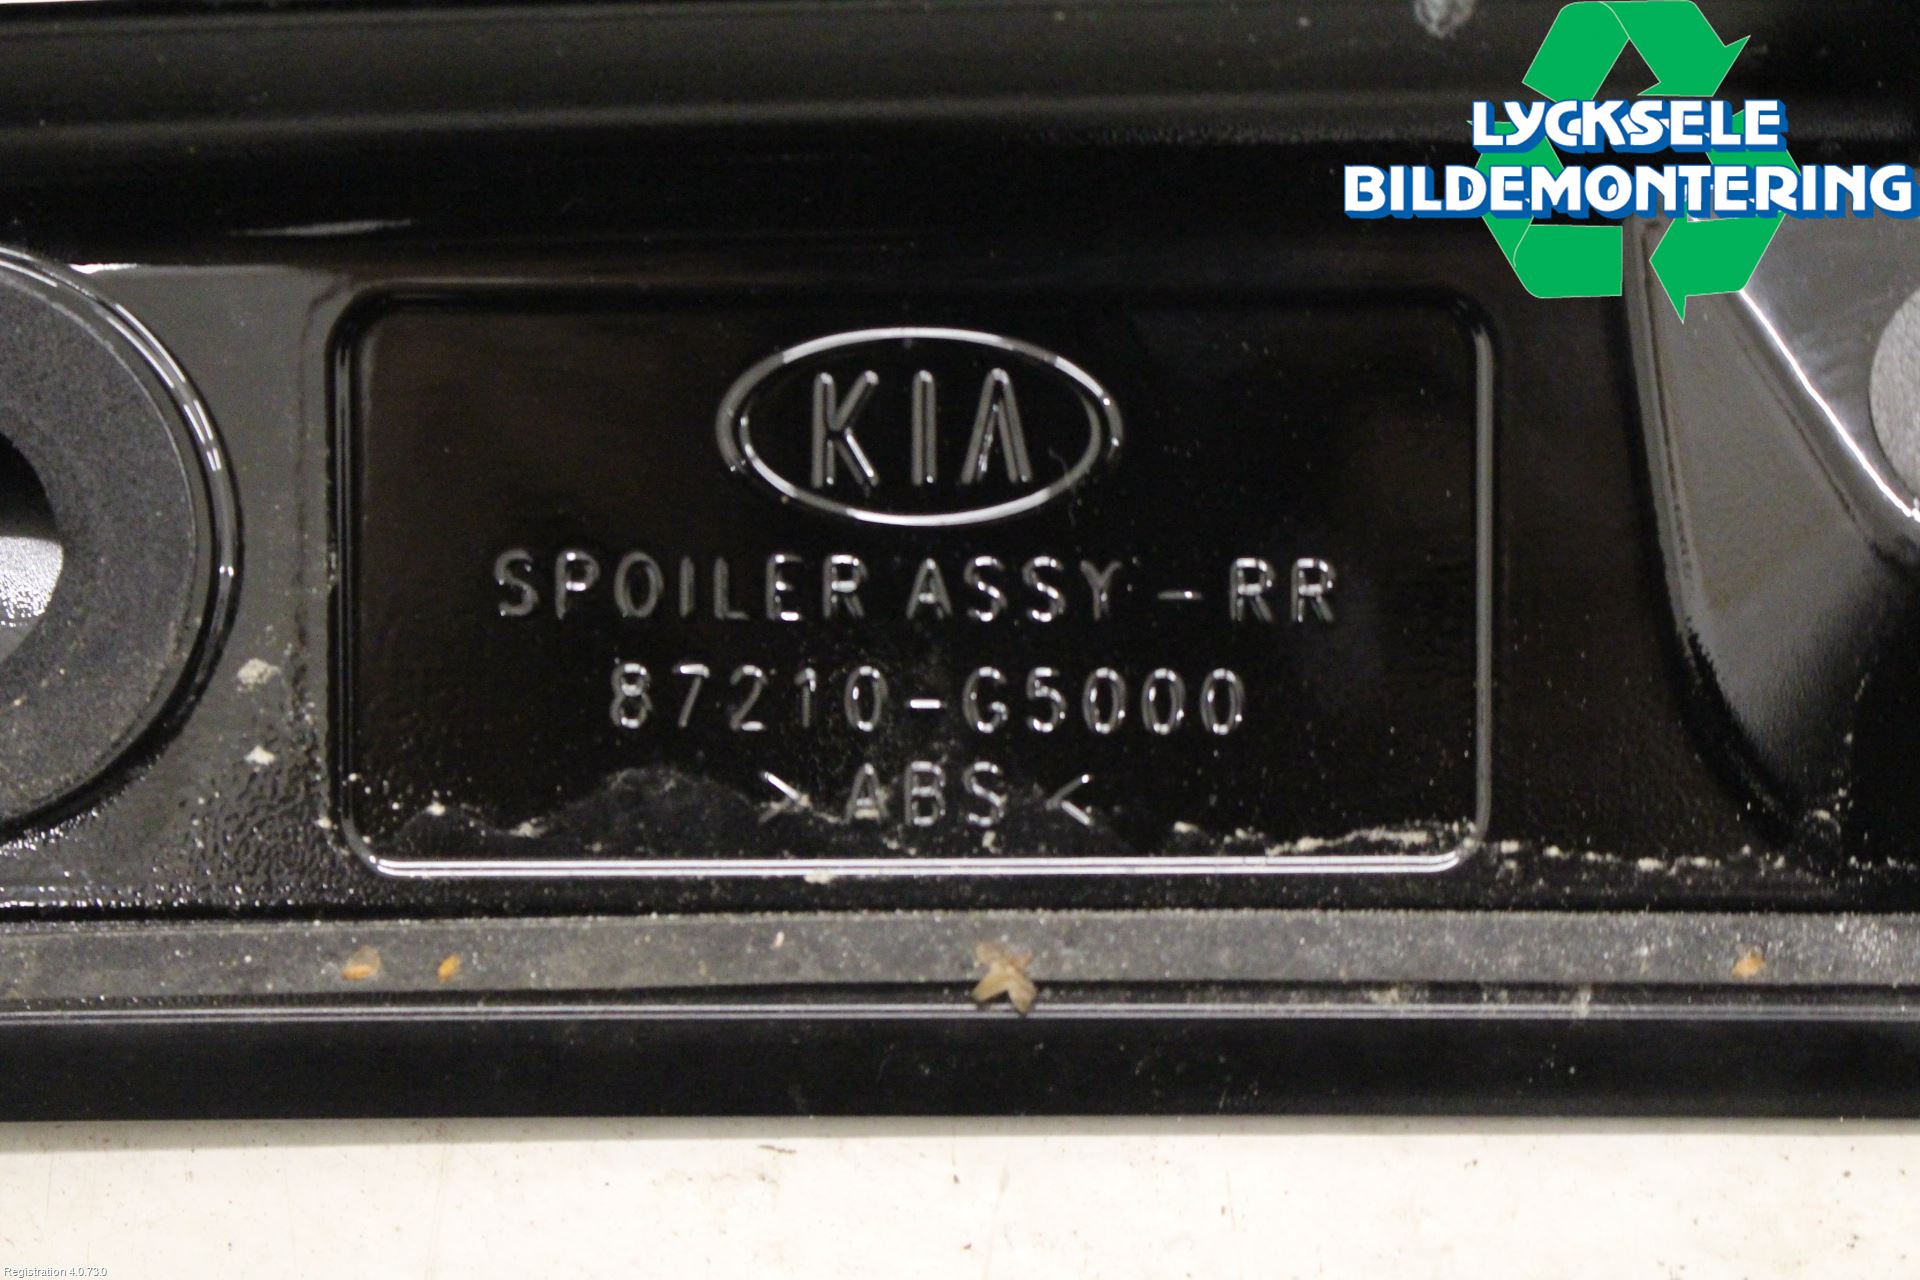 LYCKSELE
BILDEMONTERING
KIA
SPOILER ASSY-RR
87210-G5000
>ABS<
Registration 4.0.73.0